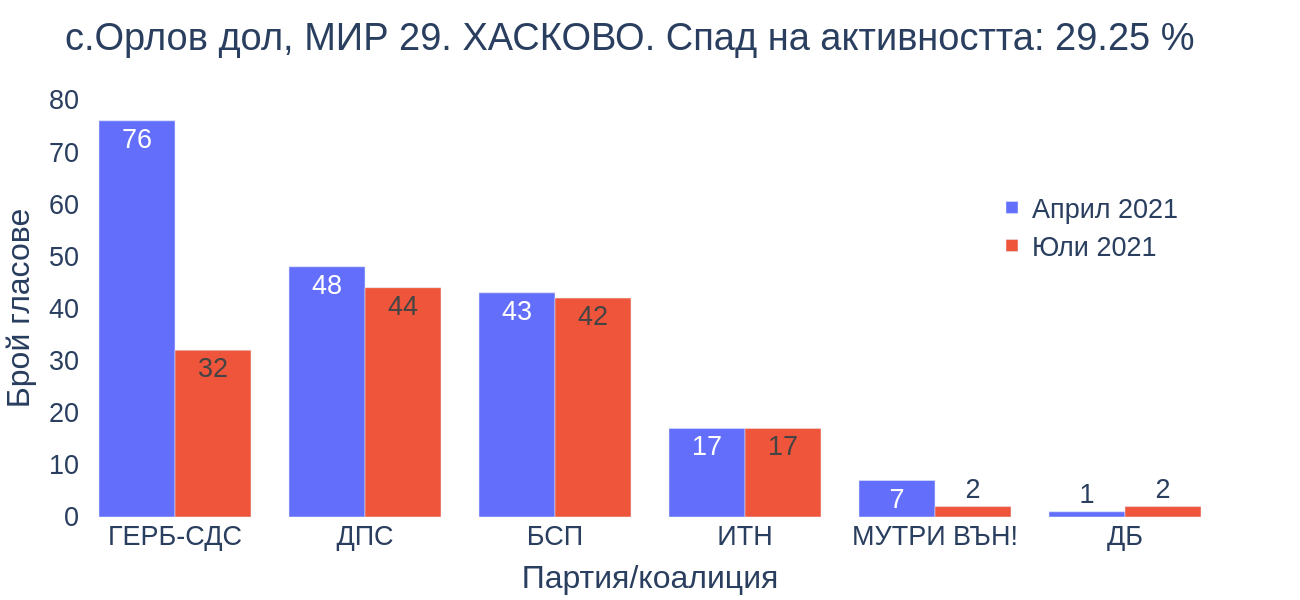 с.Орлов дол, МИР 29. ХАСКОВО. Спад на активността: 29.25 %
Брой гласове
80
70
60
50
40
30
20
10
0
76
32
48
44
43
42
17
17
7
2
1
2
Април 2021
Юли 2021
ГЕРБ-СДС
ДПС
БСП
ИТН
МУТРИ ВЪН!
ДБ
Партия/коалиция